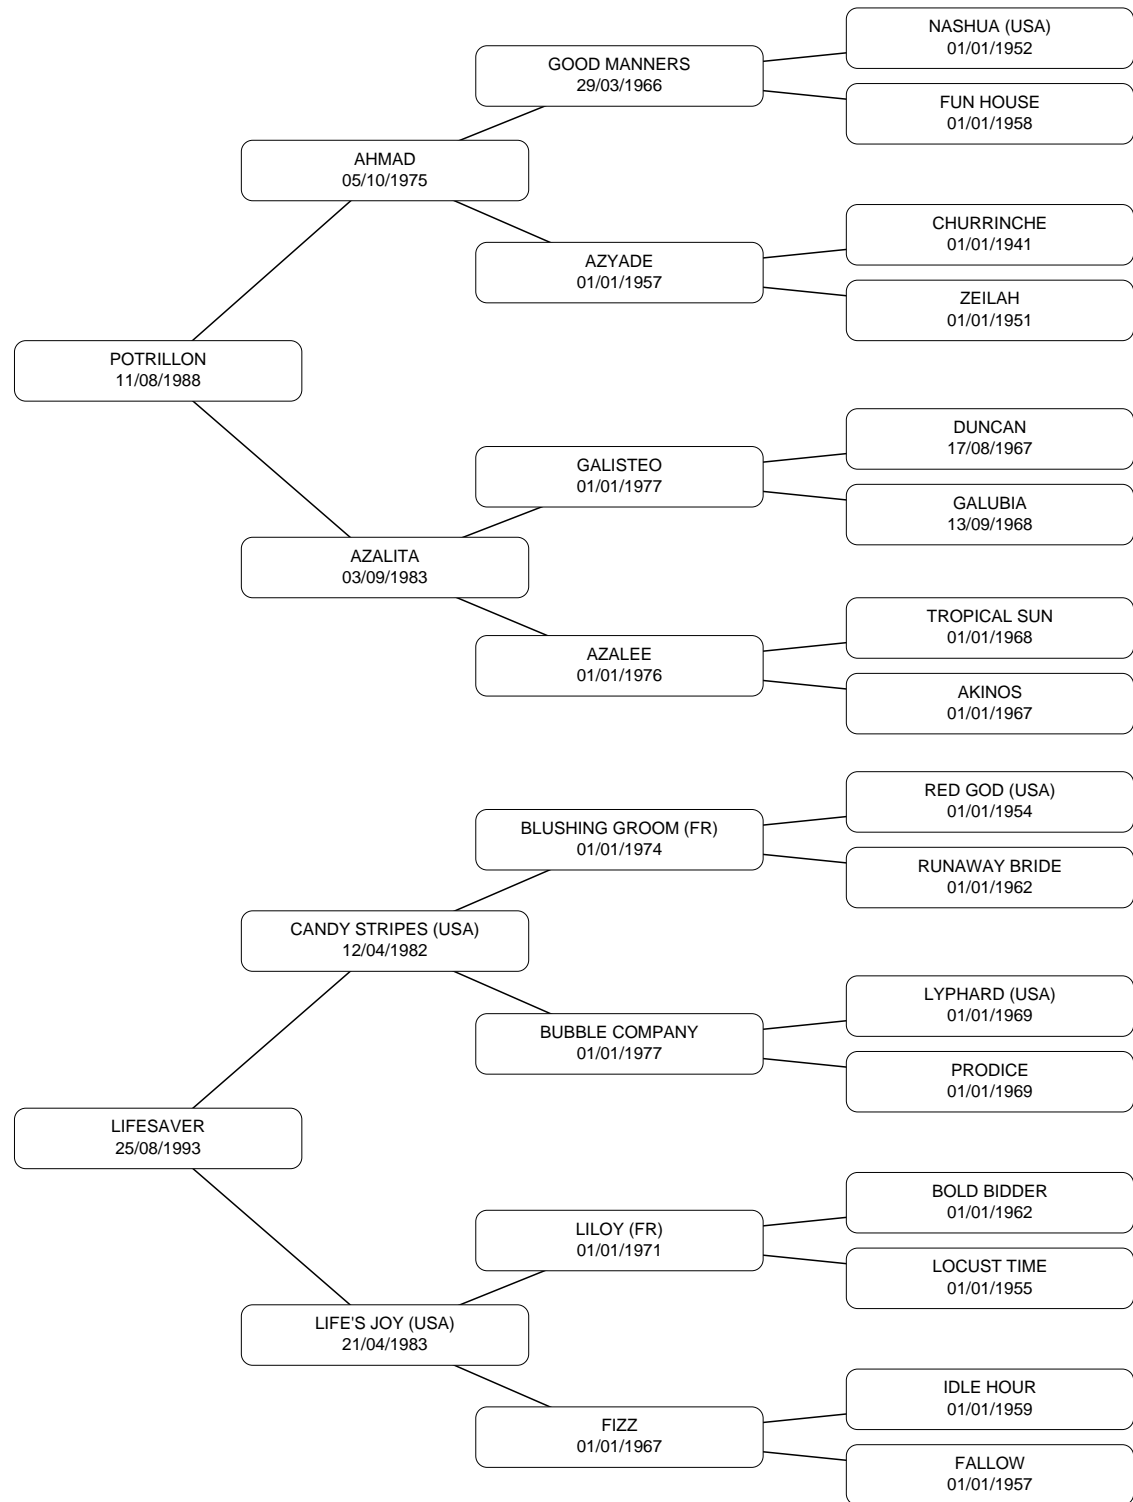 NASHUA (USA)
01/01/1952
GOOD MANNERS
29/03/1966
FUN HOUSE
01/01/1958
AHMAD
05/10/1975
CHURRINCHE
01/01/1941
AZYADE
01/01/1957
ZEILAH
01/01/1951
POTRILLON
11/08/1988
DUNCAN
17/08/1967
GALISTEO
01/01/1977
GALUBIA
13/09/1968
AZALITA
03/09/1983
TROPICAL SUN
01/01/1968
AZALEE
01/01/1976
AKINOS
01/01/1967
RED GOD (USA)
01/01/1954
BLUSHING GROOM (FR)
01/01/1974
RUNAWAY BRIDE
01/01/1962
CANDY STRIPES (USA)
12/04/1982
LYPHARD (USA)
01/01/1969
BUBBLE COMPANY
01/01/1977
PRODICE
01/01/1969
LIFESAVER
25/08/1993
BOLD BIDDER
01/01/1962
LILOY (FR)
01/01/1971
LOCUST TIME
01/01/1955
LIFE'S JOY (USA)
21/04/1983
IDLE HOUR
01/01/1959
FIZZ
01/01/1967
FALLOW
01/01/1957